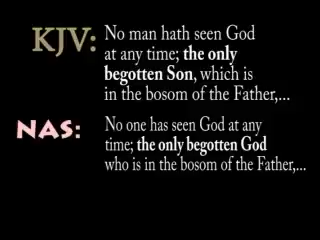 KJV: No man hath seen God
at any time; the only
begotten Son, which is
in the bosom of the Father,...
NAS: No one has seen God at any
time; the only begotten God
who is in the bosom of the Father,...